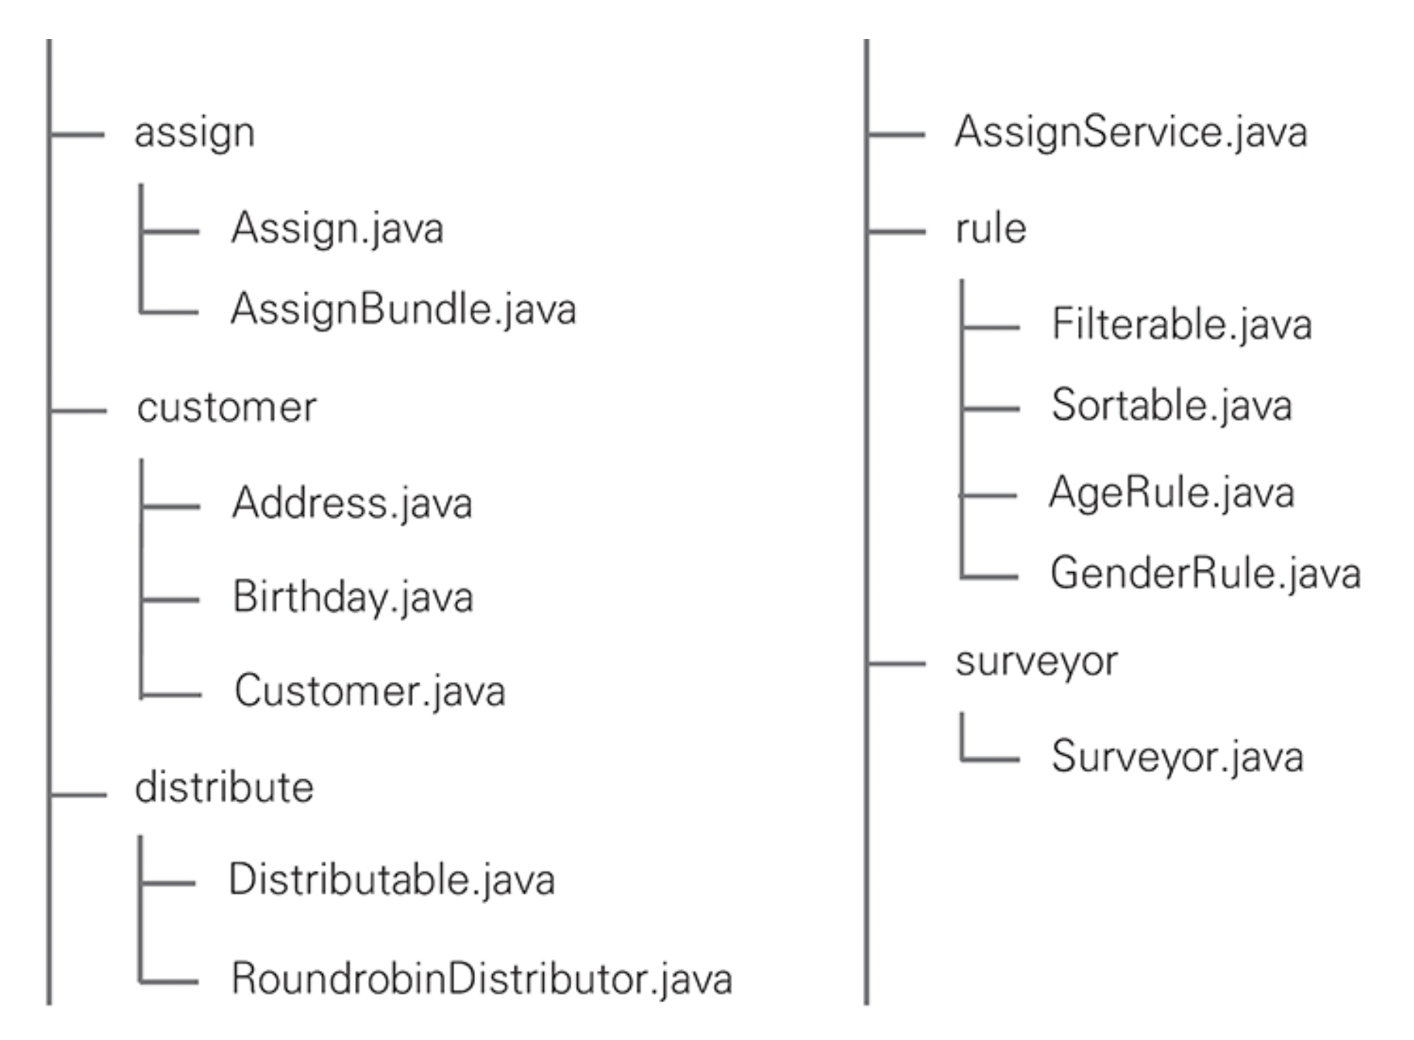 assign
Assign.java
AssignBundle.java
customer
Address.java
Birthday.java
Customer.java
distribute
Distributable.java
RoundrobinDistributor.java
AssignService.java
rule
Filterable.java
Sortable.java
AgeRule.java
GenderRule.java
surveyor
Surveyor.java